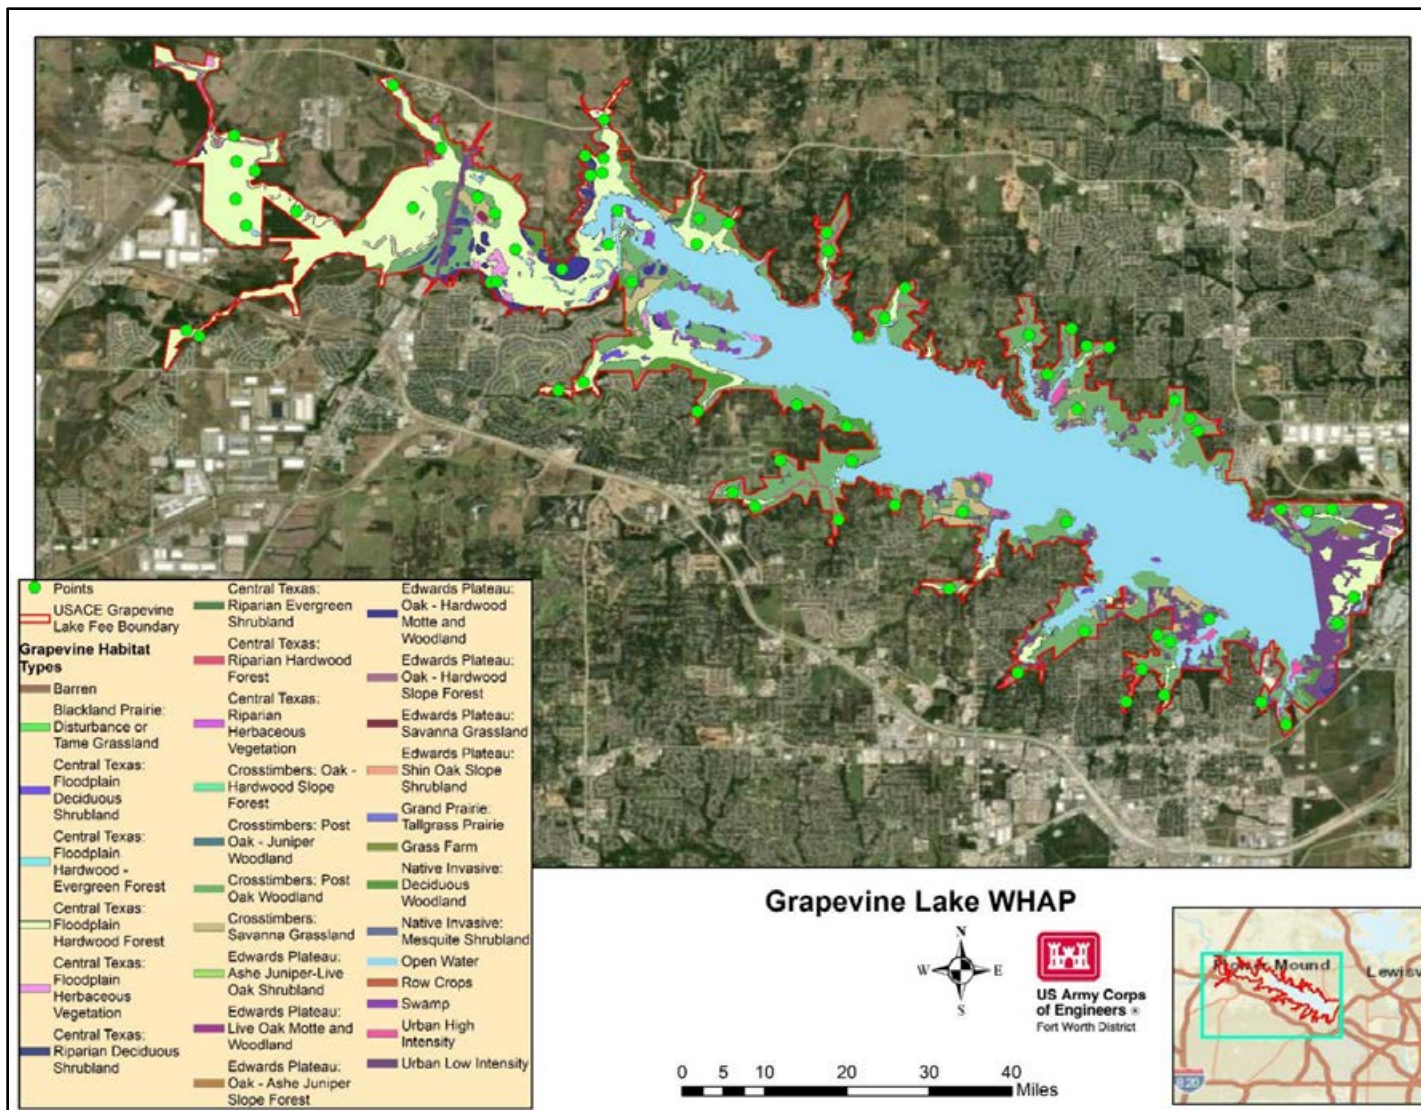 Points
USACE Grapevine
Lake Fee Boundary
Grapevine Habitat
Types
Barren
Blackland Prairie:
Disturbance or
Tame Grassland
Central Texas:
Floodplain
Deciduous
Shrubland
Central Texas:
Floodplain
Hardwood -
Evergreen Forest
Central Texas:
Floodplain
Hardwood Forest
Central Texas:
Floodplain
Herbaceous
Vegetation
Central Texas:
Riparian Deciduous
Shrubland
Central Texas:
Riparian Evergreen
Shrubland
Central Texas:
Riparian Hardwood
Forest
Central Texas:
Riparian
Herbaceous
Vegetation
Crosstimbers: Oak -
Hardwood Slope
Forest
Crosstimbers: Post
Oak - Juniper
Woodland
Crosstimbers: Post
Oak Woodland
Crosstimbers:
Savanna Grassland
Edwards Plateau:
Ashe Juniper-Live
Oak Shrubland
Edwards Plateau:
Live Oak Motte and
Woodland
Edwards Plateau:
Oak - Ashe Juniper
Slope Forest
Edwards Plateau:
Oak - Hardwood
Motte and
Woodland
Edwards Plateau:
Oak - Hardwood
Slope Forest
Edwards Plateau:
Savanna Grassland
Edwards Plateau:
Shin Oak Slope
Shrubland
Grand Prairie:
Tallgrass Prairie
Grass Farm
Native Invasive:
Deciduous
Woodland
Native Invasive:
Mesquite Shrubland
Open Water
Row Crops
Swamp
Urban High
Intensity
Urban Low Intensity
Grapevine Lake WHAP
N
W E
S
US Army Corps
of Engineers ®
Fort Worth District
0 5 10 20 30 40
Miles
Mound
Lewisv
820